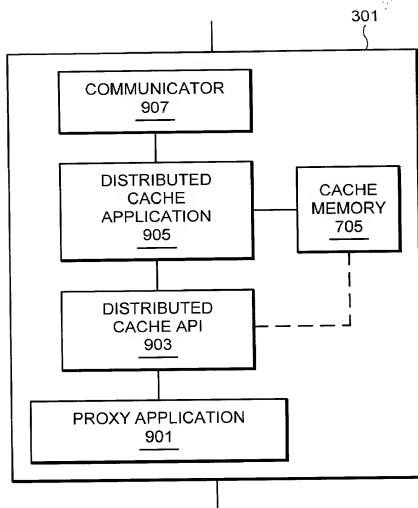 301
COMMUNICATOR
907
DISTRIBUTED
CACHE
APPLICATION
905
CACHE
MEMORY
705
DISTRIBUTED
CACHE API
903
PROXY APPLICATION
901